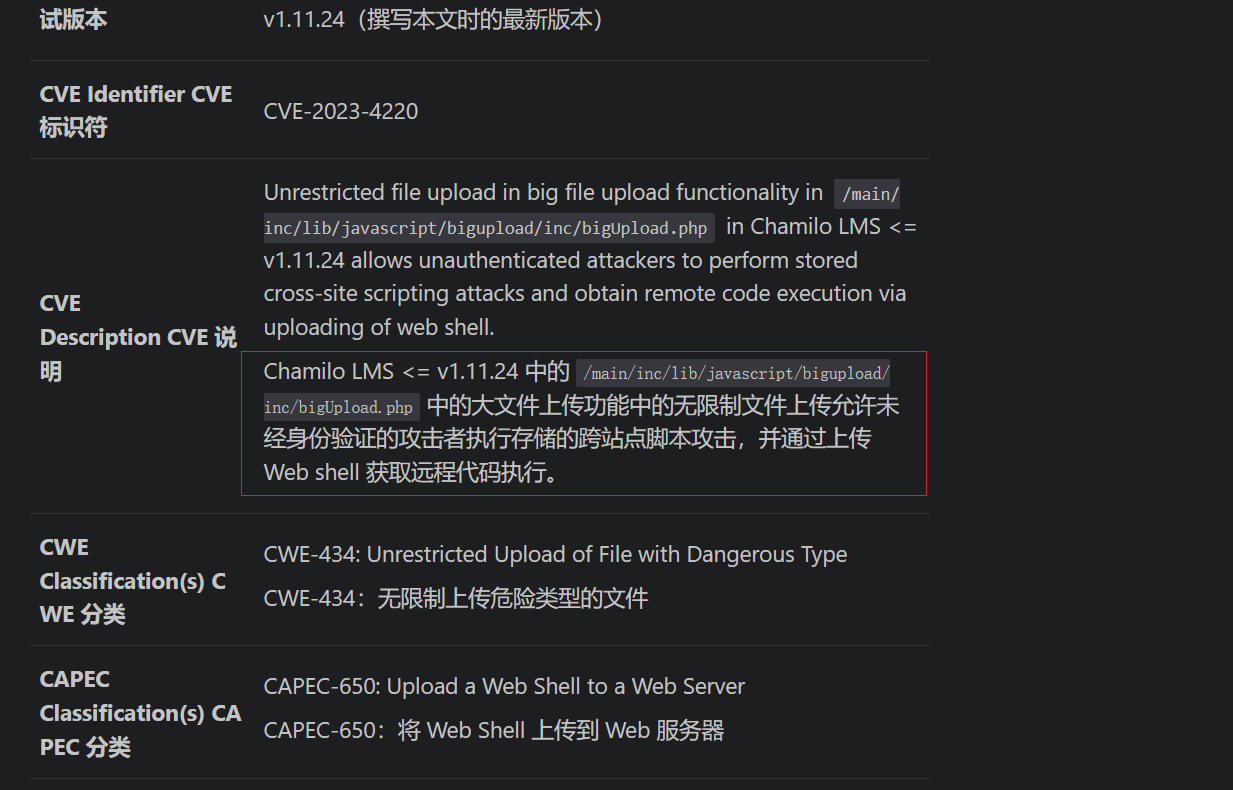 试版本
v1.11.24（撰写本文时的最新版本）
CVE Identifier CVE
标识符
CVE-2023-4220
CVE
Description CVE 说
明
Unrestricted file upload in big file upload functionality in /main/
inc/lib/javascript/bigupload/inc/bigUpload.php in Chamilo LMS <=
v1.11.24 allows unauthenticated attackers to perform stored
cross-site scripting attacks and obtain remote code execution via
uploading of web shell.
Chamilo LMS <= v1.11.24 中的 /main/inc/lib/javascript/bigupload/
inc/bigUpload.php 中的大文件上传功能中的无限制文件上传允许未
经身份验证的攻击者执行存储的跨站点脚本攻击，并通过上传
Web shell 获取远程代码执行。
CWE
Classification(s) C
WE 分类
CWE-434: Unrestricted Upload of File with Dangerous Type
CWE-434：无限制上传危险类型的文件
CAPEC
Classification(s) CA
PEC 分类
CAPEC-650: Upload a Web Shell to a Web Server
CAPEC-650：将 Web Shell 上传到 Web 服务器